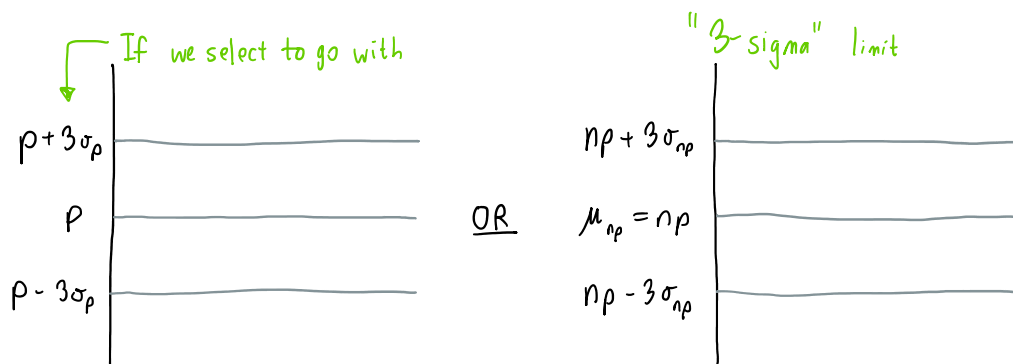 If we select to go with "3-sigma" limit
p + 3σₚ
p
p - 3σₚ
OR
np + 3σₙₚ
μₙₚ = np
np - 3σₙₚ